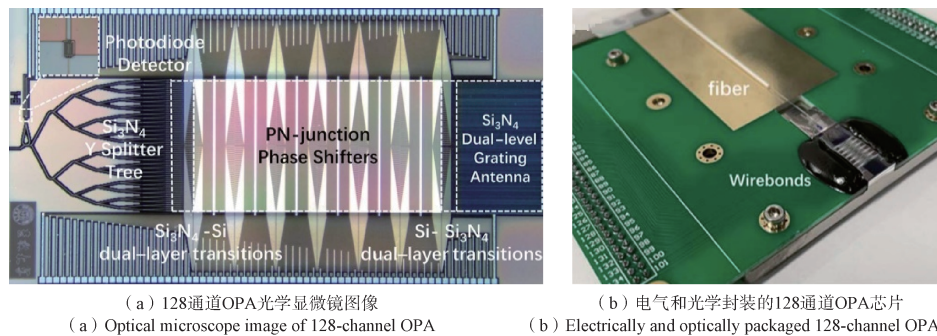 Photodiode
Detector
Si₃N₄
Y Splitter
Tree
PN-junction
Phase Shifters
Si₃N₄
Dual-level
Grating
Antenna
Si₃N₄ -Si
dual-layer transitions
Si- Si₃N₄
dual-layer transitions
fiber
Wirebonds
（a）128通道OPA光学显微镜图像
（a）Optical microscope image of 128-channel OPA
（b）电气和光学封装的128通道OPA芯片
（b）Electrically and optically packaged 128-channel OPA